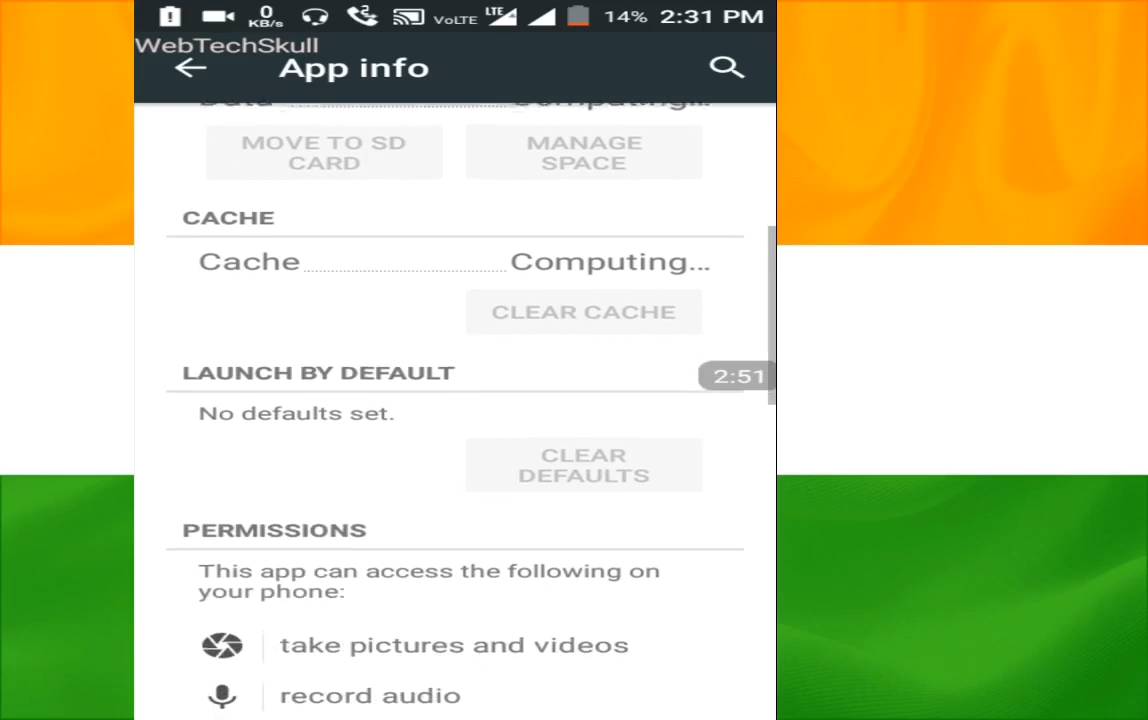 0
KB/s
VoLTE
LTE
14%
2:31 PM
WebTechSkull
App info
Data
Computing...
MOVE TO SD
CARD
MANAGE
SPACE
CACHE
Cache
Computing...
CLEAR CACHE
LAUNCH BY DEFAULT
2:51
No defaults set.
CLEAR
DEFAULTS
PERMISSIONS
This app can access the following on
your phone:
take pictures and videos
record audio